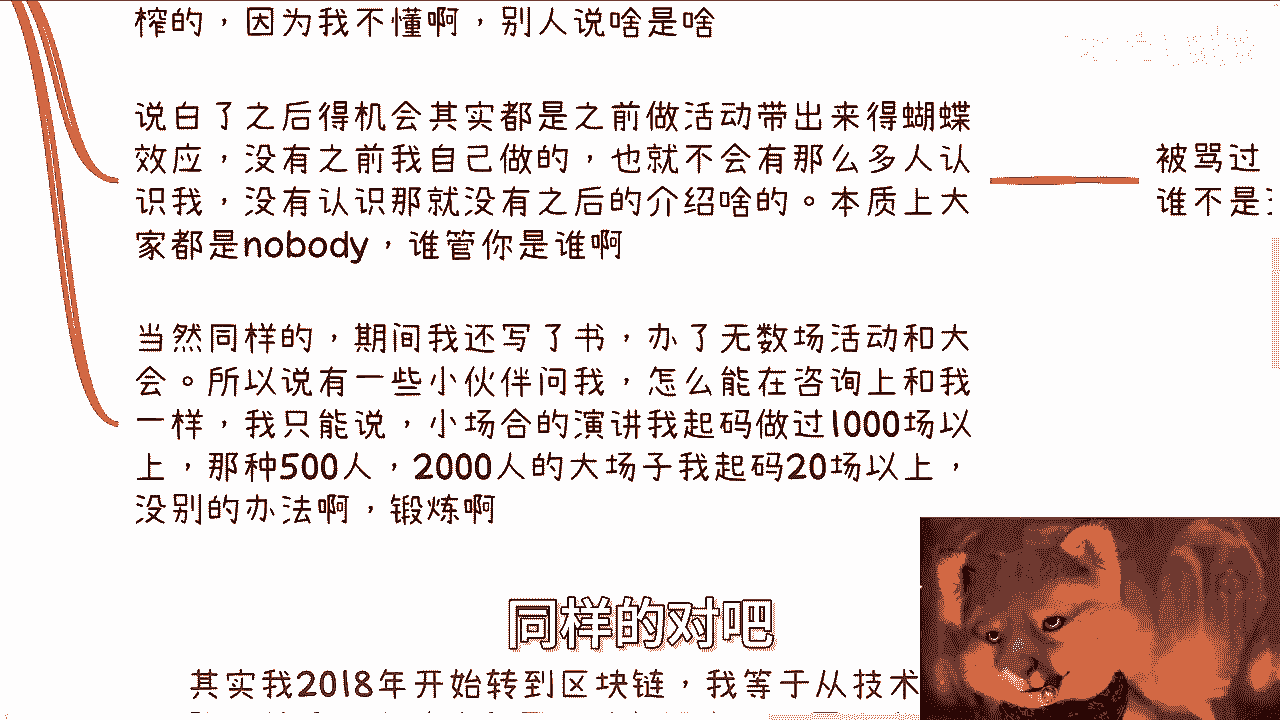 榨的，因为我不懂啊，别人说啥是啥
说白了之后得机会其实都是之前做活动带出来得蝴蝶
效应，没有之前我自己做的，也就不会有那么多人认
识我，没有认识那就没有之后的介绍啥的。本质上大
家都是nobody，谁管你是谁啊
被骂过
谁不是
当然同样的，期间我还写了书，办了无数场活动和大
会。所以说有一些小伙伴问我，怎么能在咨询上和我
一样，我只能说，小场合的演讲我起码做过1000场以
上，那种500人，2000人的大场子我起码20场以上，
没别的办法啊，锻炼啊
同样的对吧
其实我2018年开始转到区块链，我等于从技术